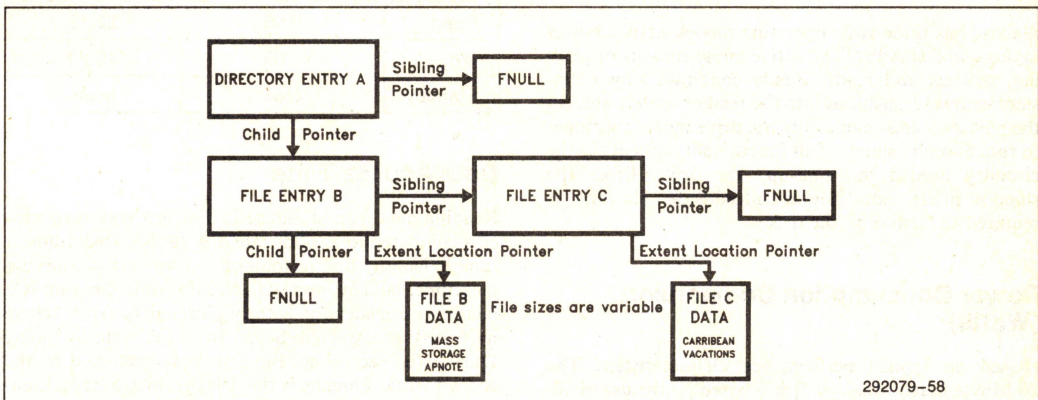 DIRECTORY ENTRY A
Sibling
Pointer
FNULL
Child Pointer
FILE ENTRY B
Sibling
Pointer
FILE ENTRY C
Sibling
Pointer
FNULL
Child Pointer
Extent Location Pointer
Extent Location Pointer
FNULL
FILE B
DATA
MASS
STORAGE
APNOTE
File sizes are variable
FILE C
DATA
CARRIBEAN
VACATIONS
292079-58